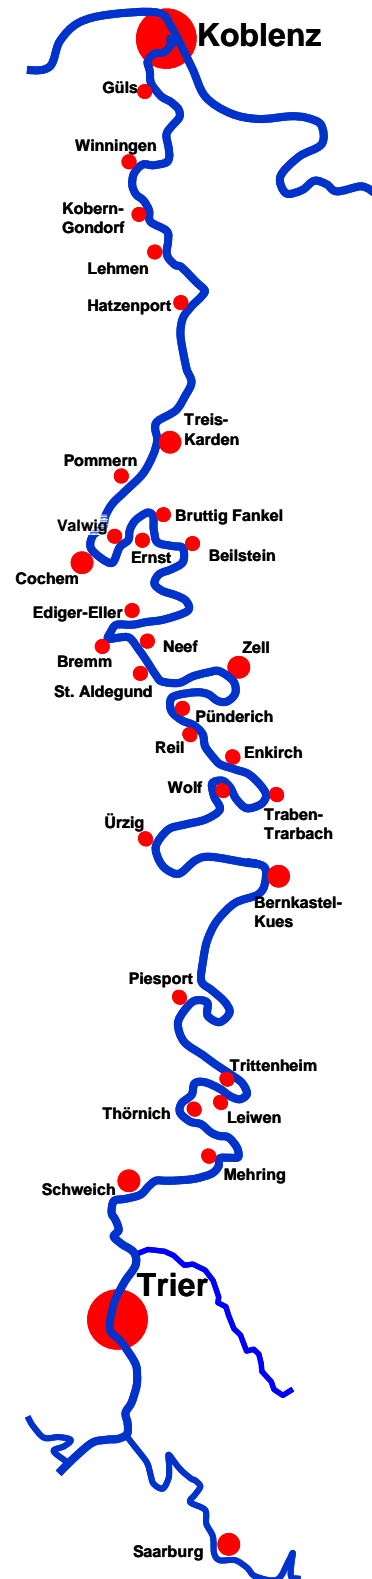 Koblenz
Güls
Winningen
Kobern-
Gondorf
Lehmen
Hatzenport
Treis-
Karden
Pommern
Bruttig Fankel
Valwig
Ernst
Beilstein
Cochem
Ediger-Eller
Neef
Zell
Bremm
St. Aldegund
Pünderich
Reil
Enkirch
Wolf
Traben-
Trarbach
Ürzig
Bernkastel-
Kues
Piesport
Trittenheim
Thörnich
Leiwen
Mehring
Schweich
Trier
Saarburg